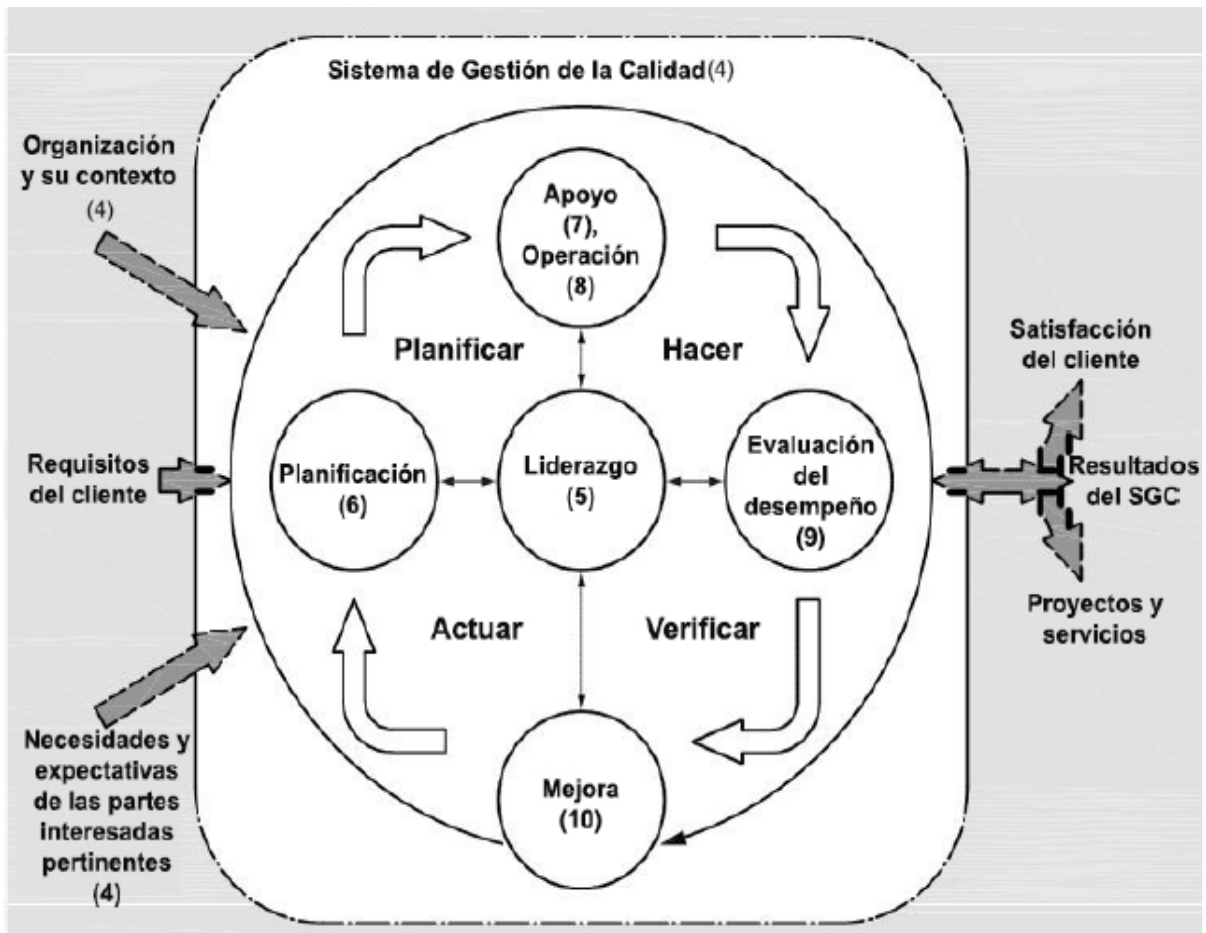 Sistema de Gestión de la Calidad(4)
Organización
y su contexto
(4)
Apoyo
(7),
Operación
(8)
Planificar
Hacer
Satisfacción
del cliente
Requisitos
del cliente
Planificación
(6)
Liderazgo
(5)
Evaluación
del
desempeño
(9)
Resultados
del SGC
Actuar
Verificar
Proyectos y
servicios
Necesidades y
expectativas
de las partes
interesadas
pertinentes
(4)
Mejora
(10)